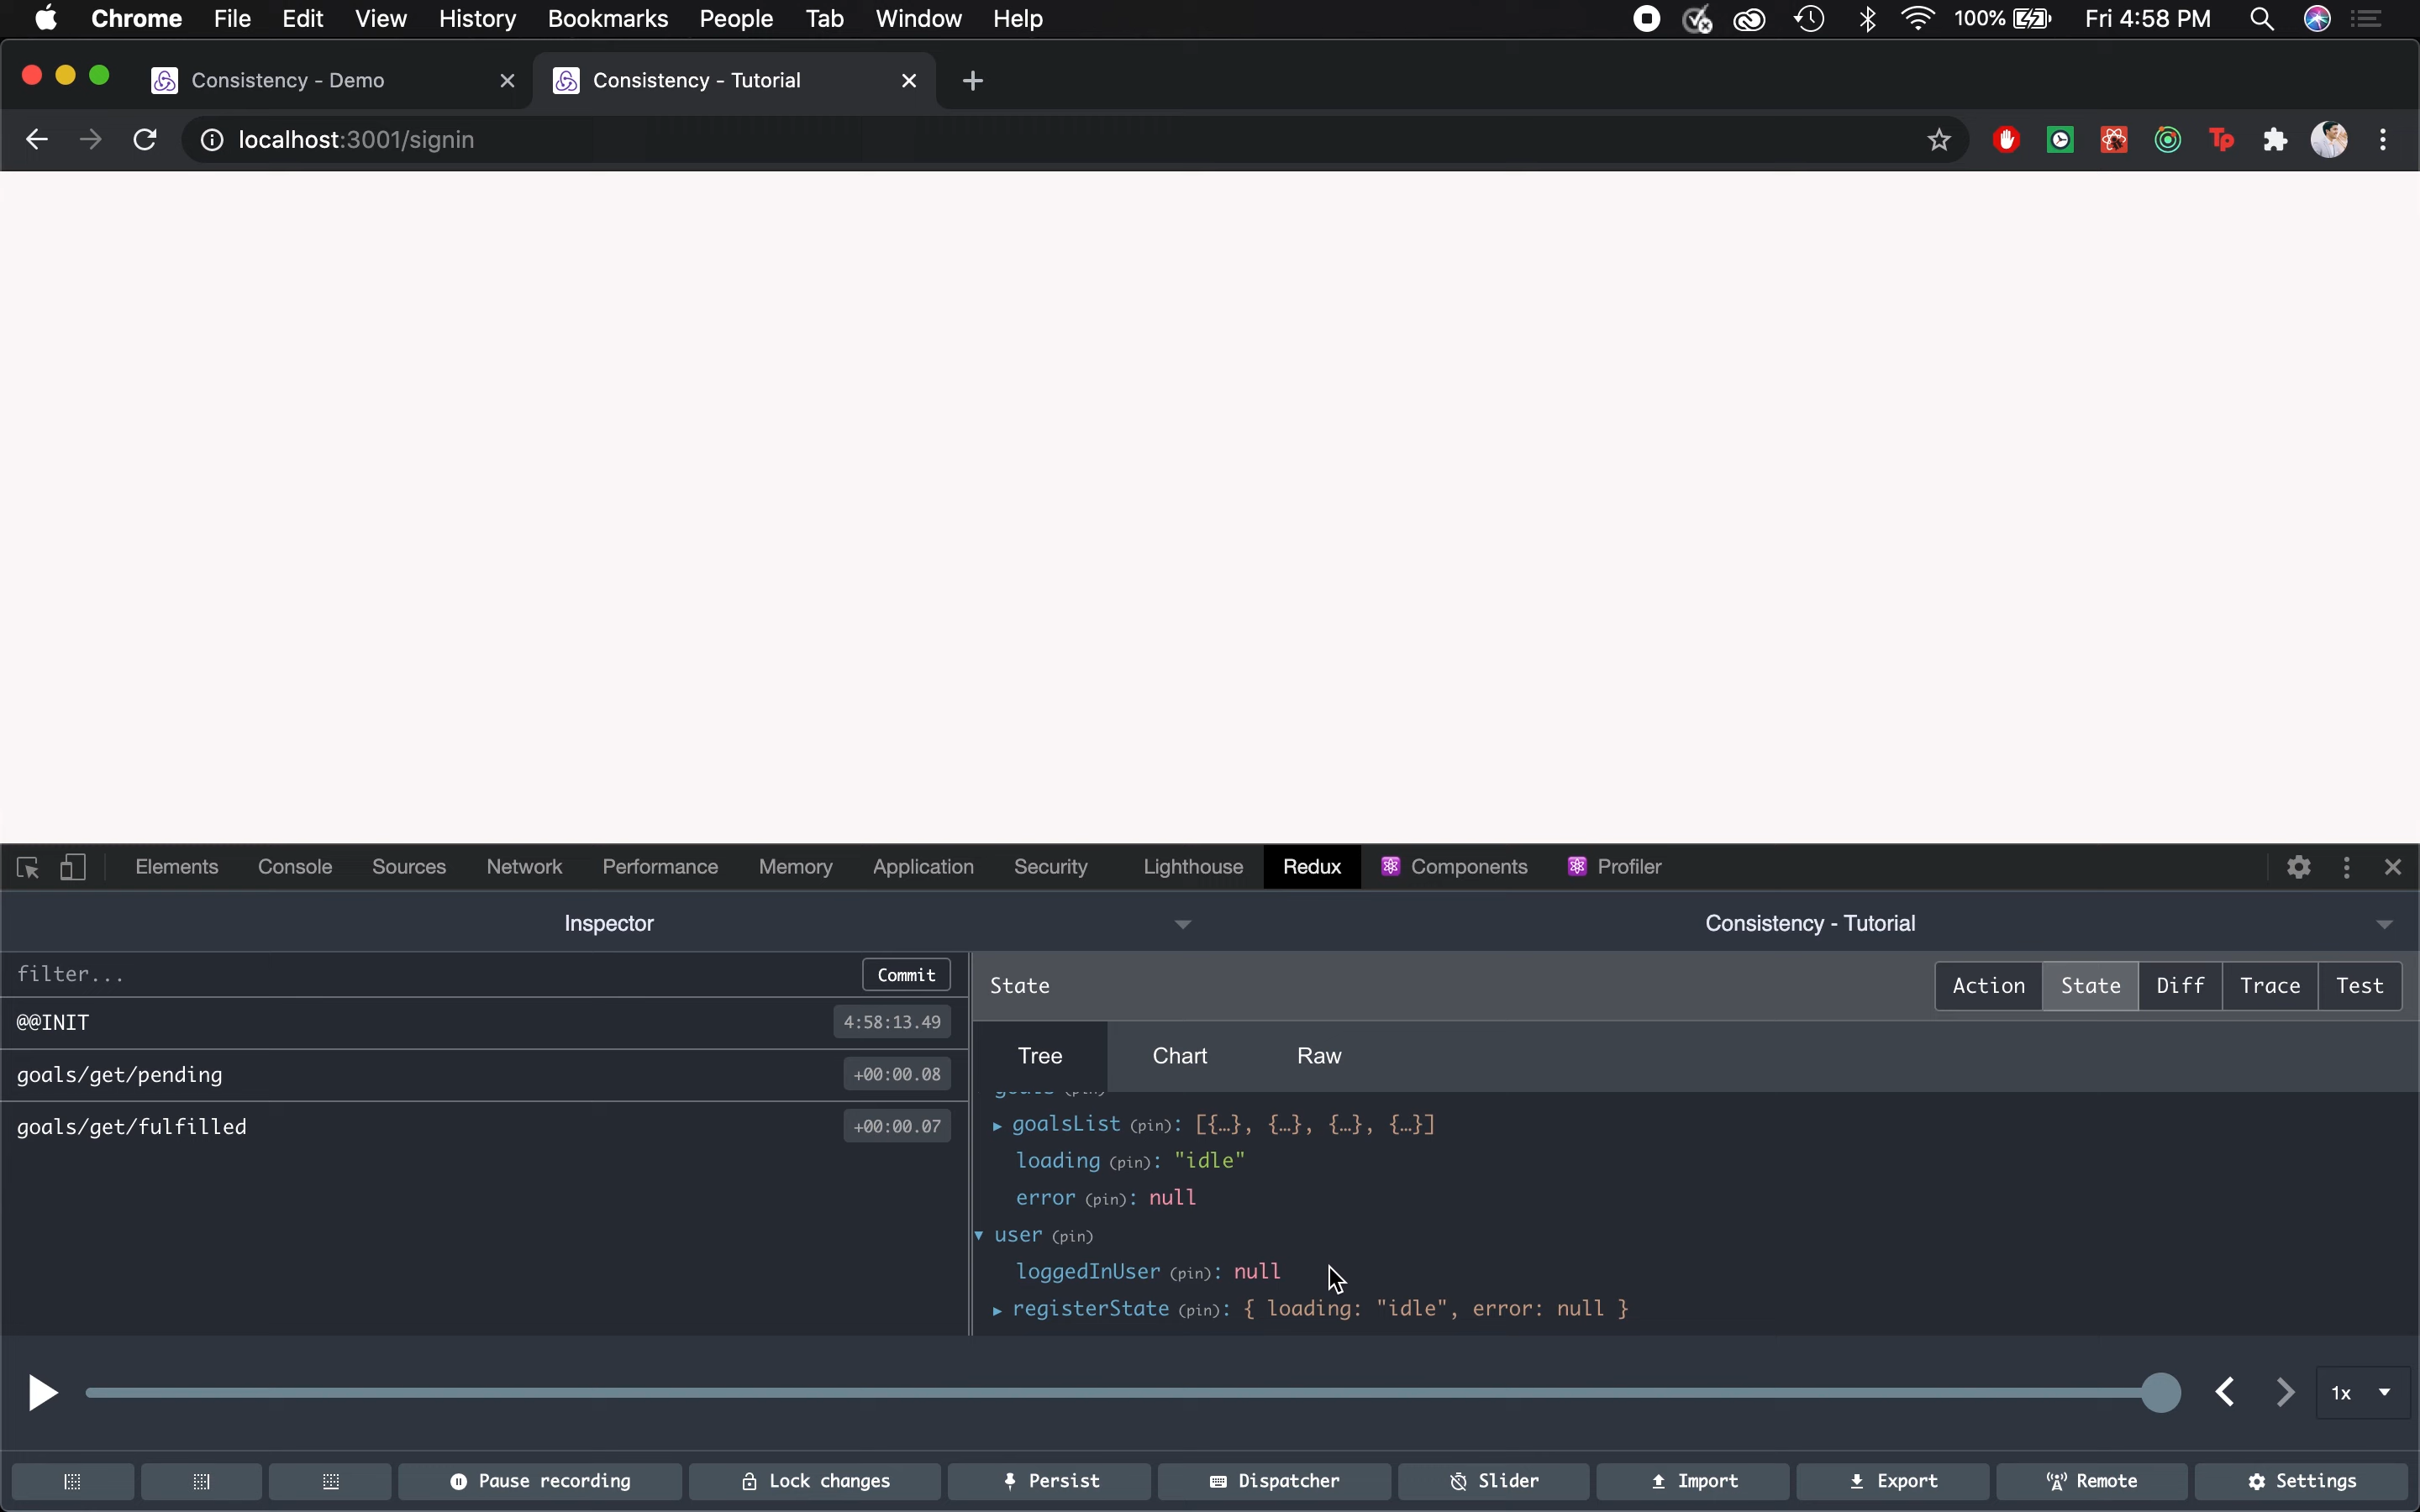 Chrome File Edit View History Bookmarks People Tab Window Help 100% Fri 4:58 PM
Consistency - Demo Consistency - Tutorial
localhost:3001/signin Tp
Elements Console Sources Network Performance Memory Application Security Lighthouse Redux Components Profiler
Inspector Consistency - Tutorial
filter... Commit State Action State Diff Trace Test
@@INIT 4:58:13.49
Tree Chart Raw
goals/get/pending +00:00.08
goals (pin)
goals/get/fulfilled +00:00.07
goalsList (pin): [{…}, {…}, {…}, {…}]
loading (pin): "idle"
error (pin): null
user (pin)
loggedInUser (pin): null
registerState (pin): { loading: "idle", error: null }
1x
Pause recording Lock changes Persist Dispatcher Slider Import Export Remote Settings